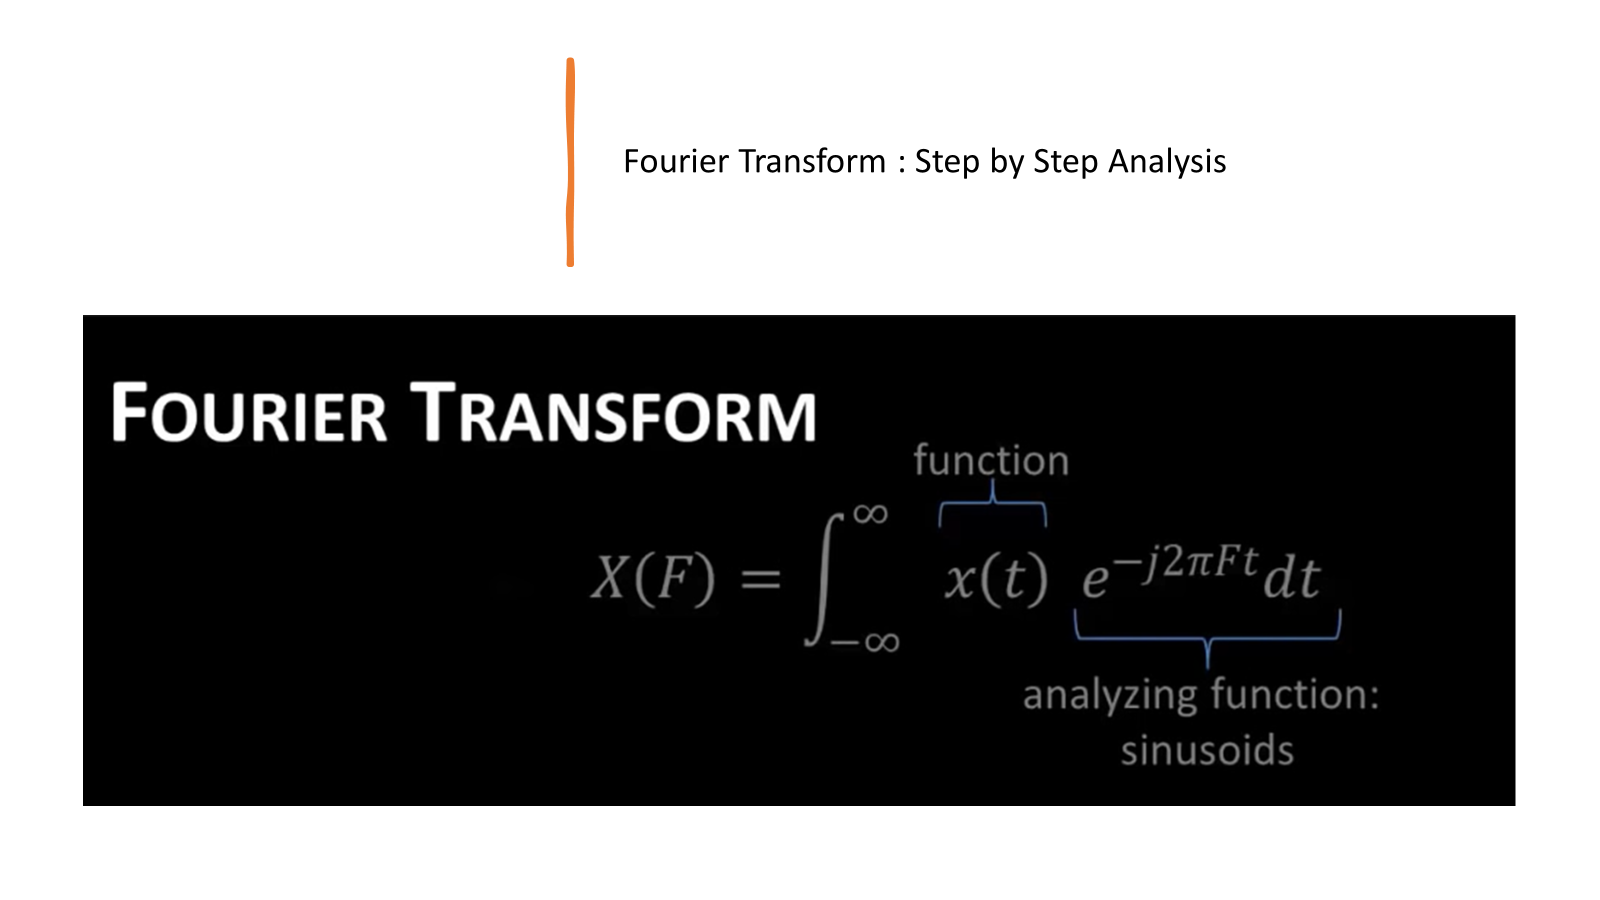 Fourier Transform : Step by Step Analysis
FOURIER TRANSFORM
function
X(F) = ∫_{-∞}^{∞} x(t) e^{-j2πFt} dt
analyzing function:
sinusoids